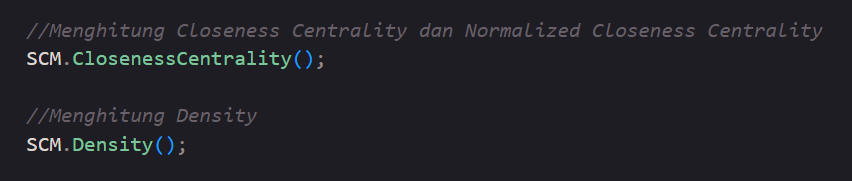 //Menghitung Closeness Centrality dan Normalized Closeness Centrality
SCM.ClosenessCentrality();
//Menghitung Density
SCM.Density();